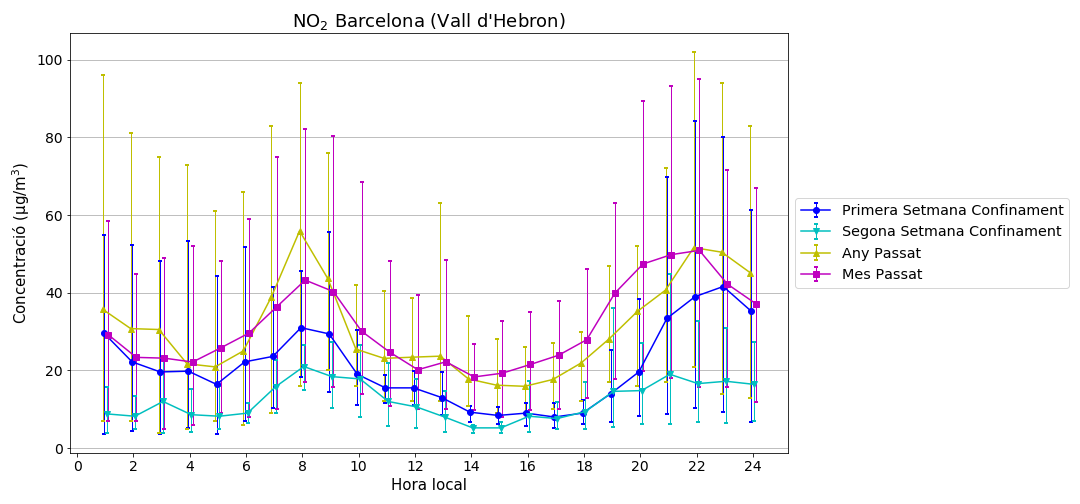 NO₂ Barcelona (Vall d'Hebron)
Concentració (μg/m³)
100
80
60
40
20
0
0 2 4 6 8 10 12 14 16 18 20 22 24
Hora local
Primera Setmana Confinament
Segona Setmana Confinament
Any Passat
Mes Passat